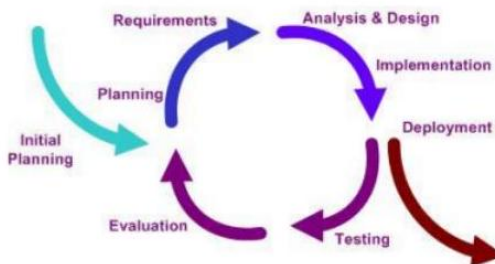 Requirements
Analysis & Design
Implementation
Planning
Deployment
Initial
Planning
Evaluation
Testing